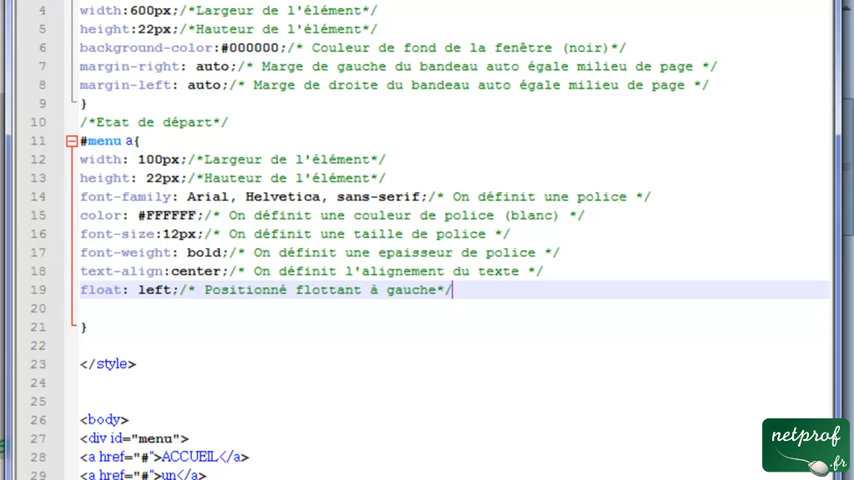 4 width:600px;/*Largeur de l'élément*/
5 height:22px;/*Hauteur de l'élément*/
6 background-color:#000000;/* Couleur de fond de la fenêtre (noir)*/
7 margin-right: auto;/* Marge de gauche du bandeau auto égale milieu de page */
8 margin-left: auto;/* Marge de droite du bandeau auto égale milieu de page */
9 }
10 /*Etat de départ*/
11 #menu a{
12 width: 100px;/*Largeur de l'élément*/
13 height: 22px;/*Hauteur de l'élément*/
14 font-family: Arial, Helvetica, sans-serif;/* On définit une police */
15 color: #FFFFFF;/* On définit une couleur de police (blanc) */
16 font-size:12px;/* On définit une taille de police */
17 font-weight: bold;/* On définit une epaisseur de police */
18 text-align:center;/* On définit l'alignement du texte */
19 float: left;/* Positionné flottant à gauche*/
20
21 }
22
23 </style>
24
25
26 <body>
27 <div id="menu">
28 <a href="#">ACCUEIL</a>
29 <a href="#">un</a>
netprof
.fr